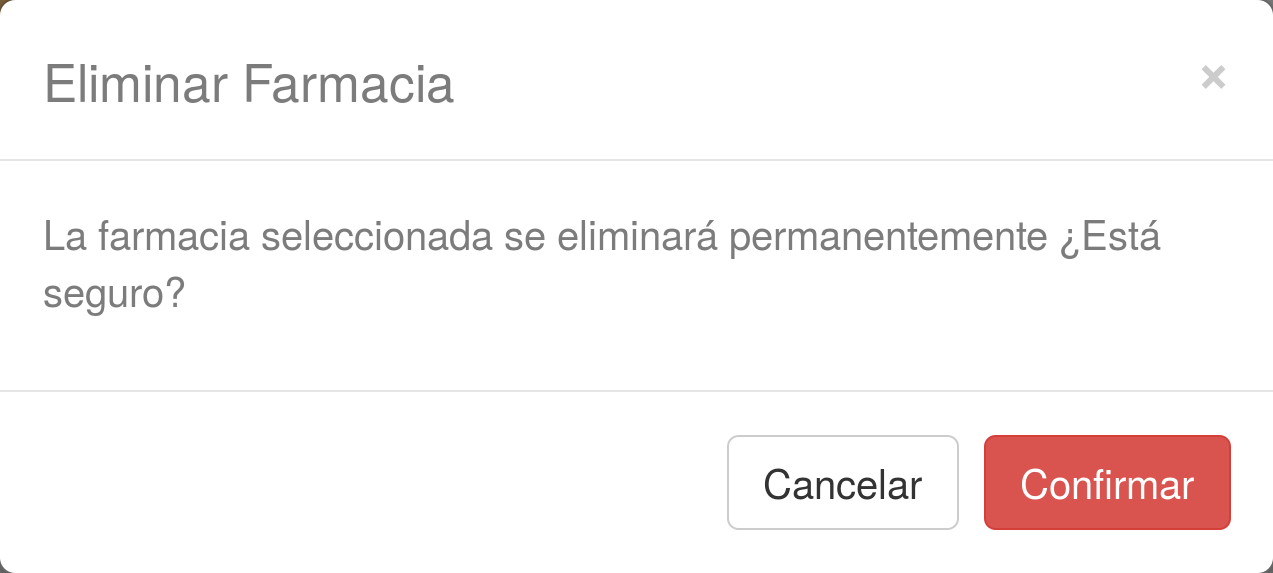 Eliminar Farmacia
×
La farmacia seleccionada se eliminará permanentemente ¿Está
seguro?
Cancelar
Confirmar